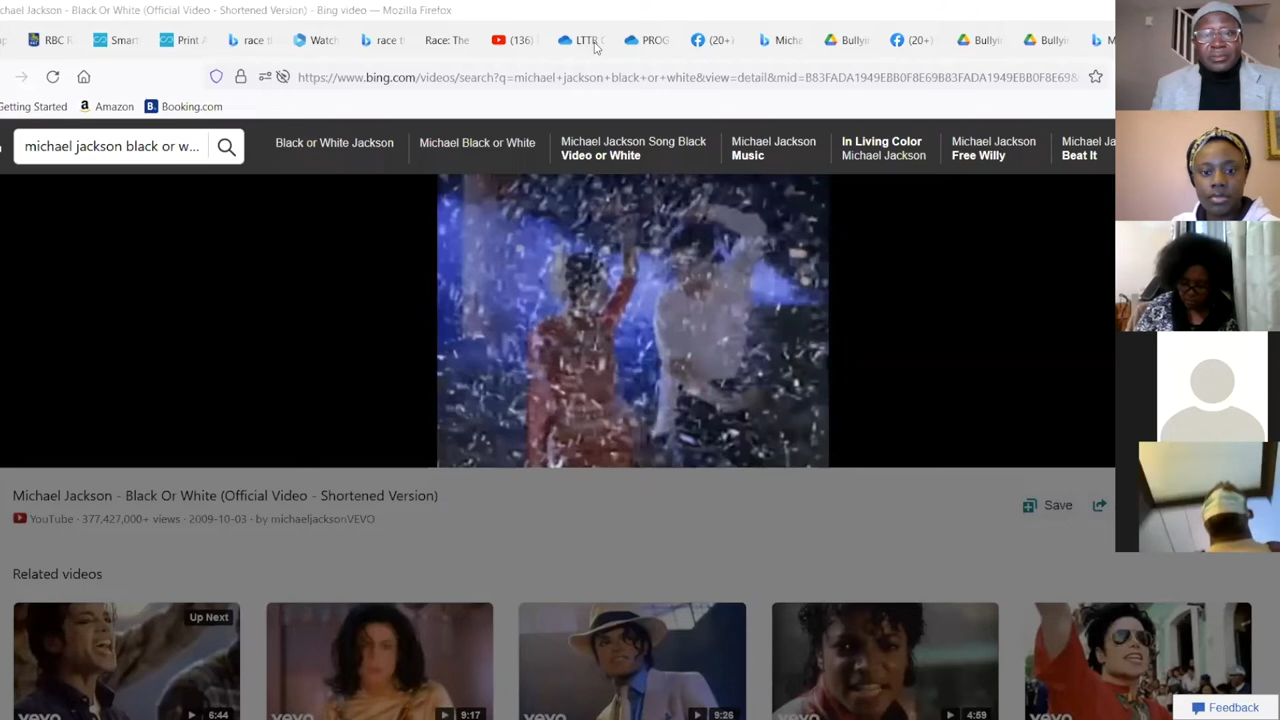 chael Jackson - Black Or White (Official Video - Shortened Version) - Bing video — Mozilla Firefox
RBC R Smart Print A race t Watch race t Race: The (136) LTTR C PROG (20+) Micha Bullyin (20+) Bullyin Bullyin M
https://www.bing.com/videos/search?q=michael+jackson+black+or+white&view=detail&mid=B83FADA1949EBB0F8E69B83FADA1949EBB0F8E69&
Getting Started Amazon Booking.com
michael jackson black or w...
Black or White Jackson
Michael Black or White
Michael Jackson Song Black
Video or White
Michael Jackson
Music
In Living Color
Michael Jackson
Michael Jackson
Free Willy
Michael Ja
Beat It
Michael Jackson - Black Or White (Official Video - Shortened Version)
YouTube · 377,427,000+ views · 2009-10-03 · by michaeljacksonVEVO
Save
Related videos
Up Next
vevo 6:44
vevo 9:17
vevo 9:26
vevo 4:59
vevo
Feedback